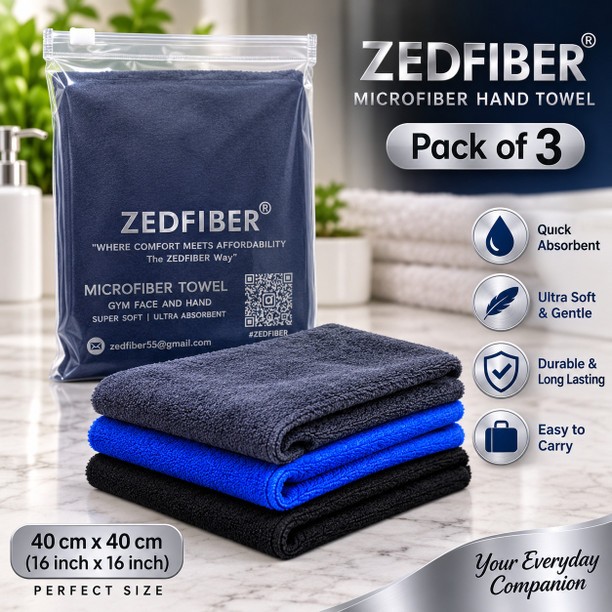 ZEDFIBER®
MICROFIBER HAND TOWEL
Pack of 3
Quick
Absorbent
Ultra Soft
& Gentle
Durable &
Long Lasting
Easy to
Carry
ZEDFIBER®
"WHERE COMFORT MEETS AFFORDABILITY
The ZEDFIBER Way"
MICROFIBER TOWEL
GYM FACE AND HAND
SUPER SOFT | ULTRA ABSORBENT
#ZEDFIBER
zedfiber55@gmail.com
40 cm x 40 cm
(16 inch x 16 inch)
PERFECT SIZE
Your Everyday
Companion